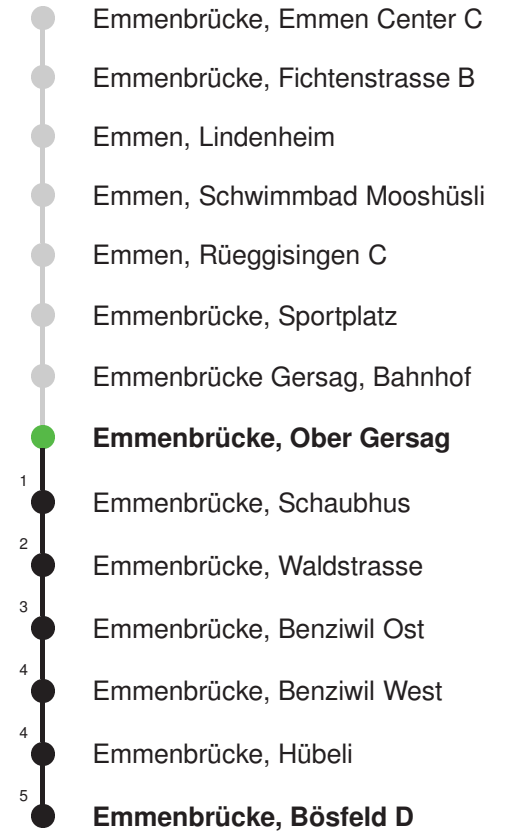 Emmenbrücke, Emmen Center C
Emmenbrücke, Fichtenstrasse B
Emmen, Lindenheim
Emmen, Schwimmbad Mooshüsli
Emmen, Rüeggisingen C
Emmenbrücke, Sportplatz
Emmenbrücke Gersag, Bahnhof
Emmenbrücke, Ober Gersag
1 Emmenbrücke, Schaubhus
2 Emmenbrücke, Waldstrasse
3 Emmenbrücke, Benziwil Ost
4 Emmenbrücke, Benziwil West
4 Emmenbrücke, Hübeli
5 Emmenbrücke, Bösfeld D